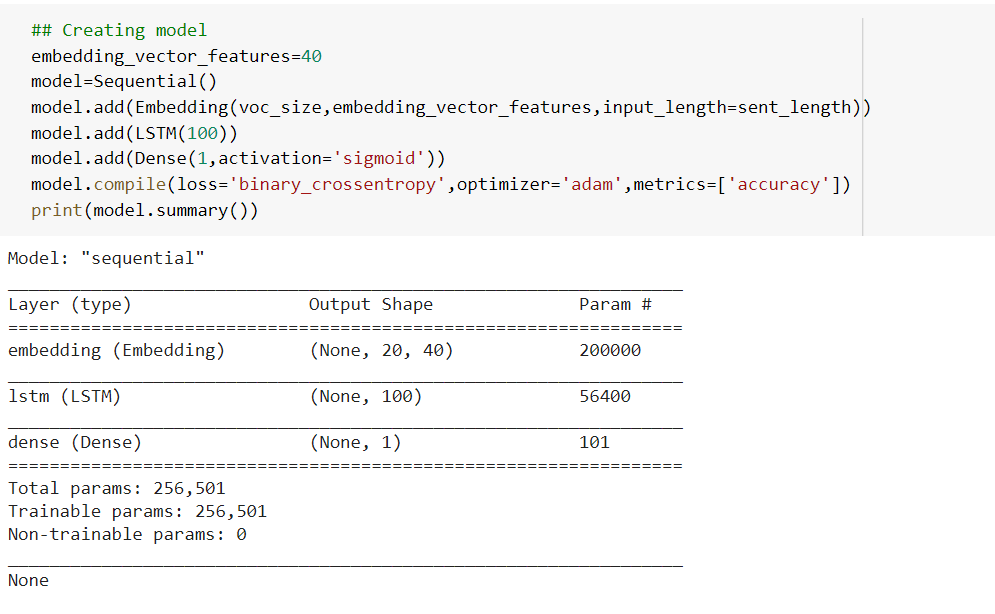 ## Creating model
embedding_vector_features=40
model=Sequential()
model.add(Embedding(voc_size,embedding_vector_features,input_length=sent_length))
model.add(LSTM(100))
model.add(Dense(1,activation='sigmoid'))
model.compile(loss='binary_crossentropy',optimizer='adam',metrics=['accuracy'])
print(model.summary())
Model: "sequential"
_________________________________________________________________
Layer (type)                 Output Shape              Param #
=================================================================
embedding (Embedding)        (None, 20, 40)            200000
_________________________________________________________________
lstm (LSTM)                  (None, 100)               56400
_________________________________________________________________
dense (Dense)                (None, 1)                 101
=================================================================
Total params: 256,501
Trainable params: 256,501
Non-trainable params: 0
_________________________________________________________________
None